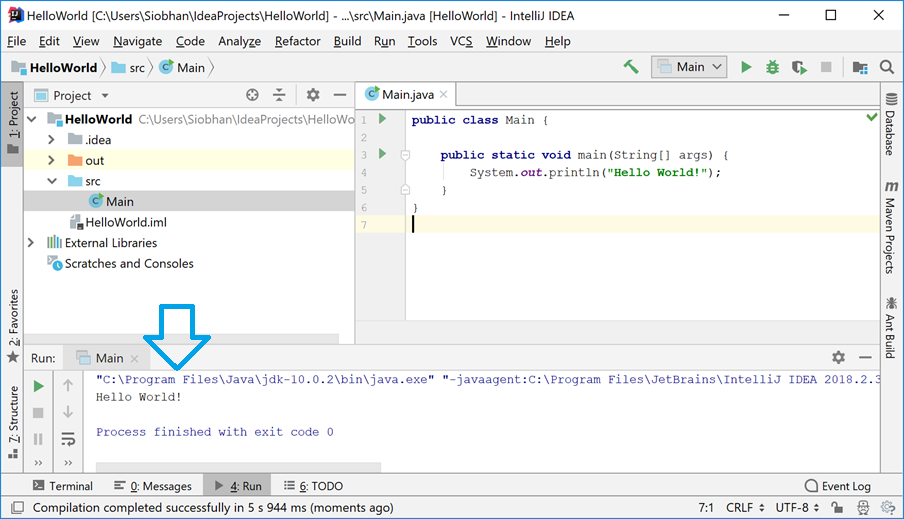 HelloWorld [C:\Users\Siobhan\IdeaProjects\HelloWorld] - ...\src\Main.java [HelloWorld] - IntelliJ IDEA
File Edit View Navigate Code Analyze Refactor Build Run Tools VCS Window Help
HelloWorld src Main Main
1: Project
Project
Main.java
HelloWorld C:\Users\Siobhan\IdeaProjects\HelloWo
.idea
out
src
Main
HelloWorld.iml
External Libraries
Scratches and Consoles
1 public class Main {
2
3 public static void main(String[] args) {
4 System.out.println("Hello World!");
5 }
6 }
7
Database
Maven Projects
Ant Build
2: Favorites
7: Structure
Run: Main
"C:\Program Files\Java\jdk-10.0.2\bin\java.exe" "-javaagent:C:\Program Files\JetBrains\IntelliJ IDEA 2018.2.3
Hello World!
Process finished with exit code 0
Terminal 0: Messages 4: Run 6: TODO Event Log
Compilation completed successfully in 5 s 944 ms (moments ago) 7:1 CRLF UTF-8